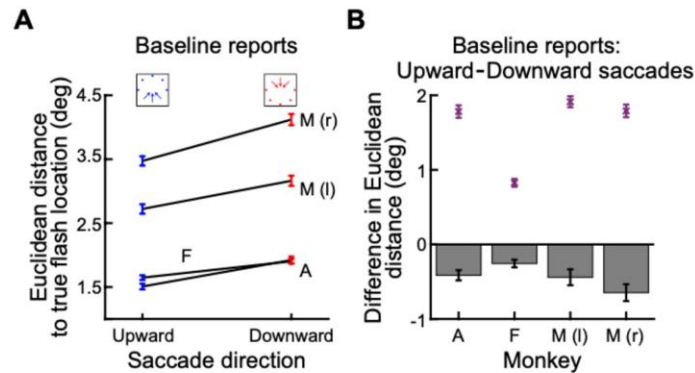 A
Baseline reports
Euclidean distance
to true flash location (deg)
4.5
3.5
2.5
1.5
M (r)
M (l)
F
A
Upward
Downward
Saccade direction
B
Baseline reports:
Upward-Downward saccades
Difference in Euclidean
distance (deg)
2
1
0
-1
A
F
M (l)
M (r)
Monkey